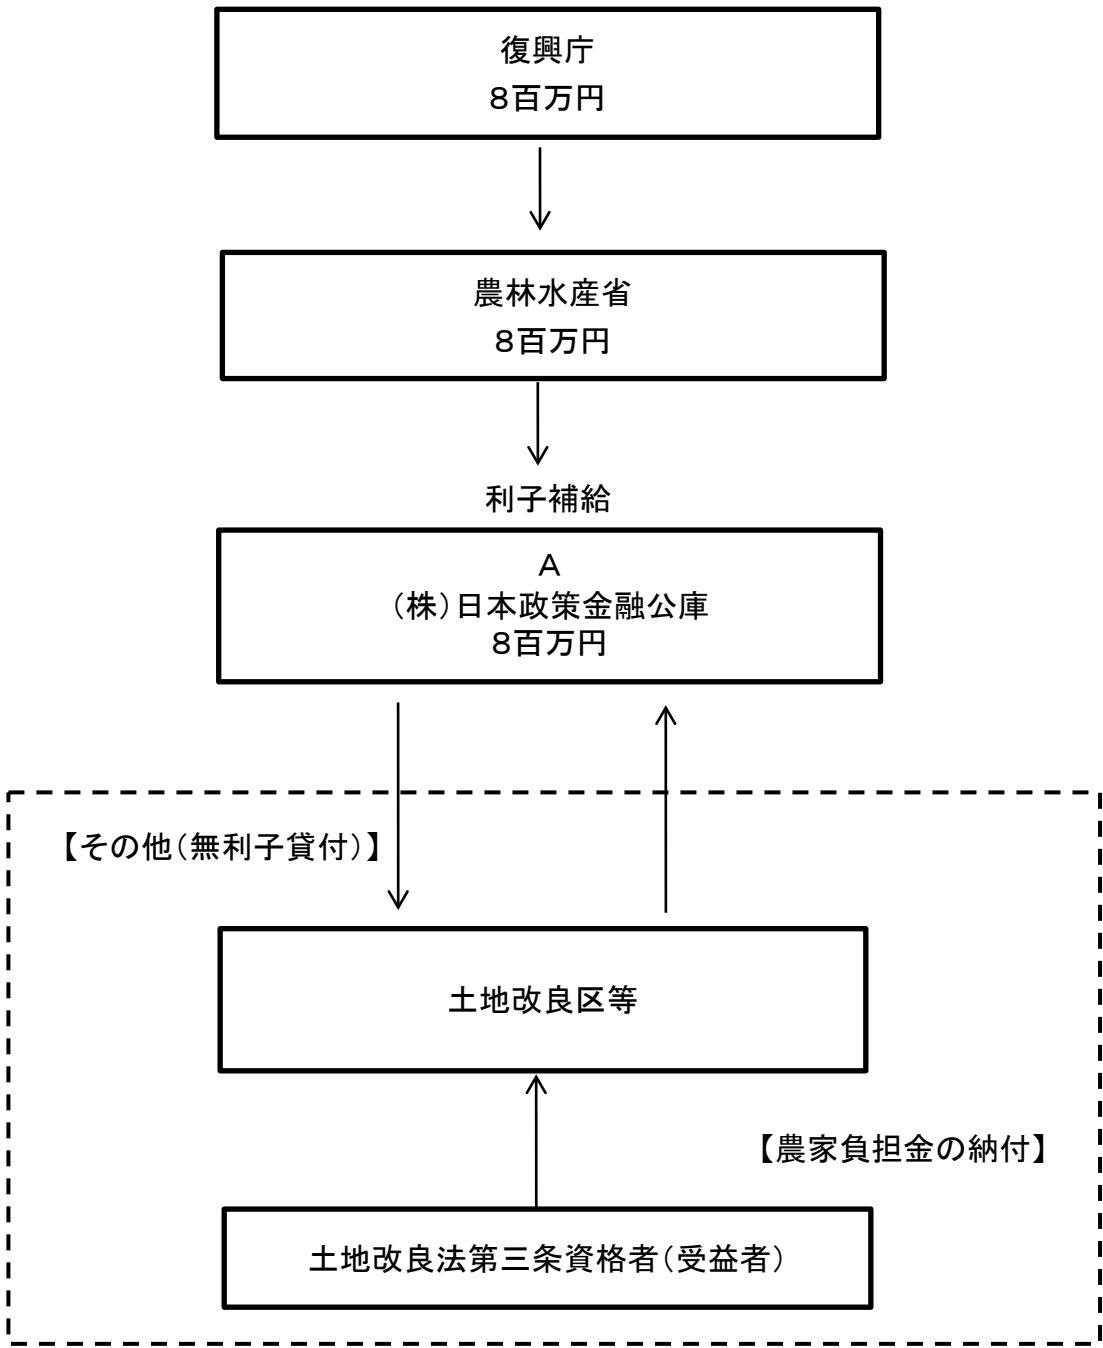 復興庁
８百万円
農林水産省
８百万円
利子補給
Ａ
（株）日本政策金融公庫
８百万円
【その他（無利子貸付）】
土地改良区等
【農家負担金の納付】
土地改良法第三条資格者（受益者）